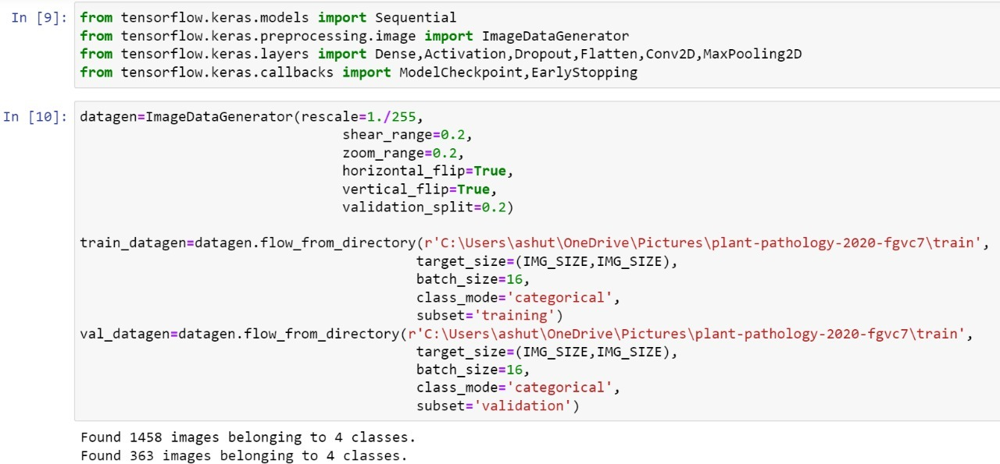 In [9]: from tensorflow.keras.models import Sequential
from tensorflow.keras.preprocessing.image import ImageDataGenerator
from tensorflow.keras.layers import Dense,Activation,Dropout,Flatten,Conv2D,MaxPooling2D
from tensorflow.keras.callbacks import ModelCheckpoint,EarlyStopping
In [10]: datagen=ImageDataGenerator(rescale=1./255,
shear_range=0.2,
zoom_range=0.2,
horizontal_flip=True,
vertical_flip=True,
validation_split=0.2)
train_datagen=datagen.flow_from_directory(r'C:\Users\ashut\OneDrive\Pictures\plant-pathology-2020-fgvc7\train',
target_size=(IMG_SIZE,IMG_SIZE),
batch_size=16,
class_mode='categorical',
subset='training')
val_datagen=datagen.flow_from_directory(r'C:\Users\ashut\OneDrive\Pictures\plant-pathology-2020-fgvc7\train',
target_size=(IMG_SIZE,IMG_SIZE),
batch_size=16,
class_mode='categorical',
subset='validation')
Found 1458 images belonging to 4 classes.
Found 363 images belonging to 4 classes.